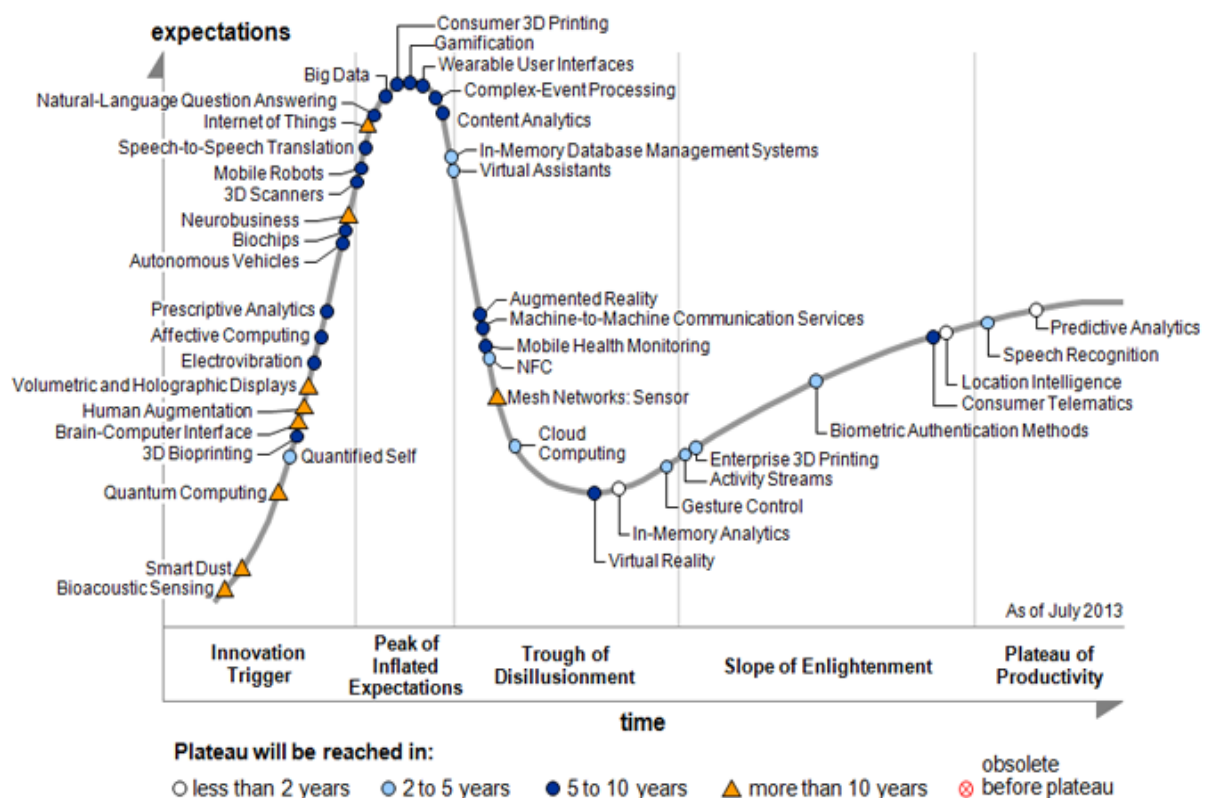 expectations
Consumer 3D Printing
Gamification
Wearable User Interfaces
Big Data
Complex-Event Processing
Natural-Language Question Answering
Content Analytics
Internet of Things
Speech-to-Speech Translation
In-Memory Database Management Systems
Mobile Robots
Virtual Assistants
3D Scanners
Neurobusiness
Biochips
Autonomous Vehicles
Prescriptive Analytics
Affective Computing
Electrovibration
Volumetric and Holographic Displays
Human Augmentation
Brain-Computer Interface
3D Bioprinting
Quantified Self
Quantum Computing
Smart Dust
Bioacoustic Sensing
Augmented Reality
Machine-to-Machine Communication Services
Mobile Health Monitoring
NFC
Mesh Networks: Sensor
Cloud
Computing
Predictive Analytics
Speech Recognition
Location Intelligence
Consumer Telematics
Biometric Authentication Methods
Enterprise 3D Printing
Activity Streams
Gesture Control
In-Memory Analytics
Virtual Reality
As of July 2013
Innovation
Trigger
Peak of
Inflated
Expectations
Trough of
Disillusionment
Slope of Enlightenment
Plateau of
Productivity
time
Plateau will be reached in:
less than 2 years
2 to 5 years
5 to 10 years
more than 10 years
obsolete
before plateau